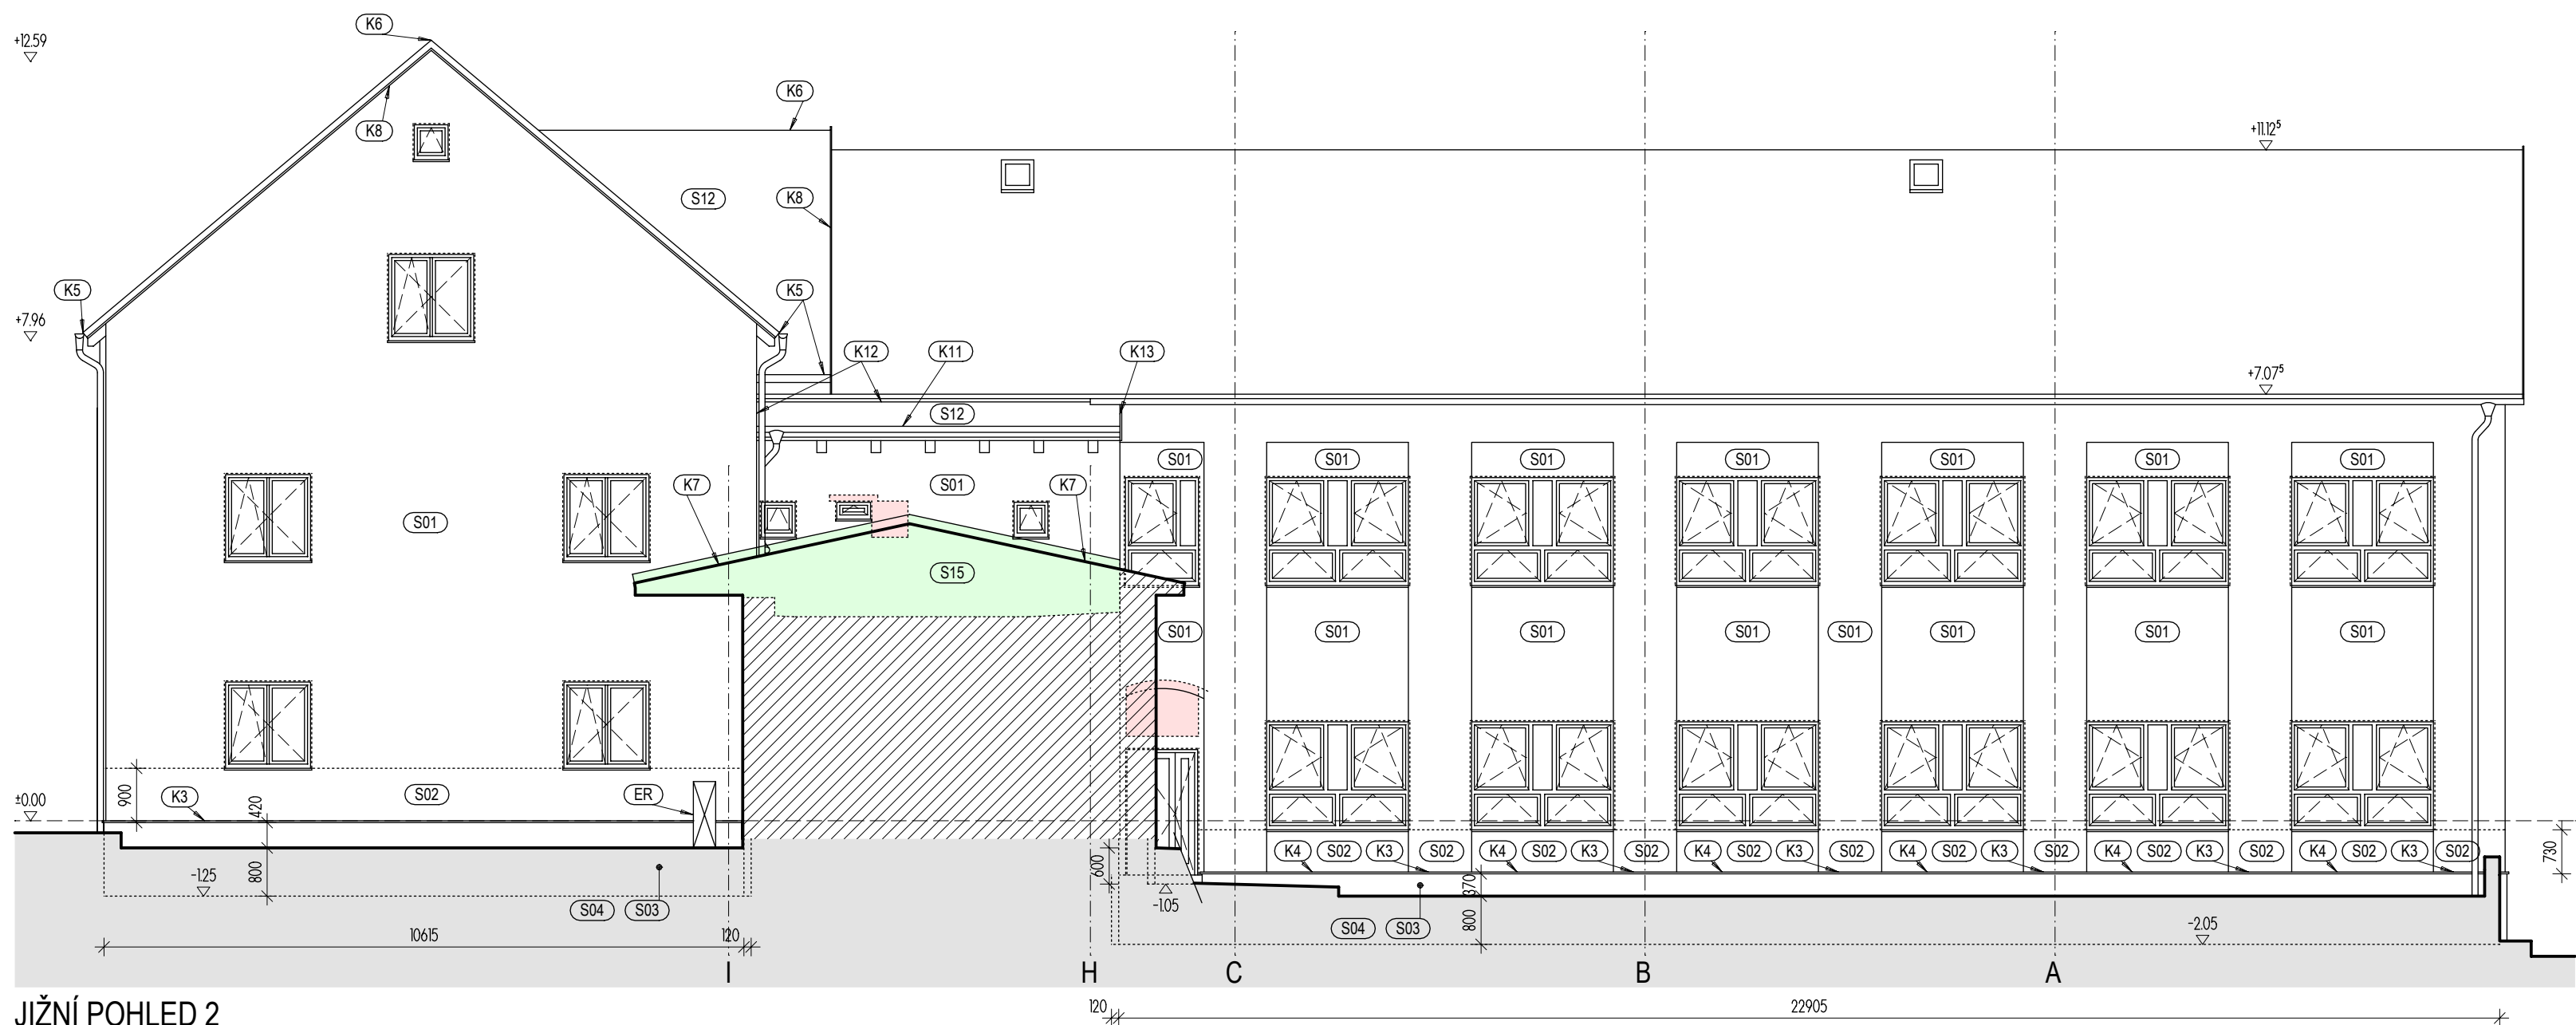 K6
+12.59
K6
K8
+11.12⁵
S12
K8
K5
K5
+7.96
K12
K11
K13
+7.07⁵
S12
S01
S01
S01
S01
S01
S01
S01
K7
S01
K7
S01
S15
S01
S01
S01
S01
S01
S01
S01
S01
±0.00
900
K3
420
S02
ER
K4
S02
K3
S02
K4
S02
K3
S02
K4
S02
K3
S02
K4
S02
K3
S02
K4
S02
K3
S02
K4
S02
K3
S02
730
-1.25
800
600
370
-1.05
S04
S03
S04
S03
800
-2.05
10615
120
I
H
C
B
A
JIŽNÍ POHLED 2
120
22905